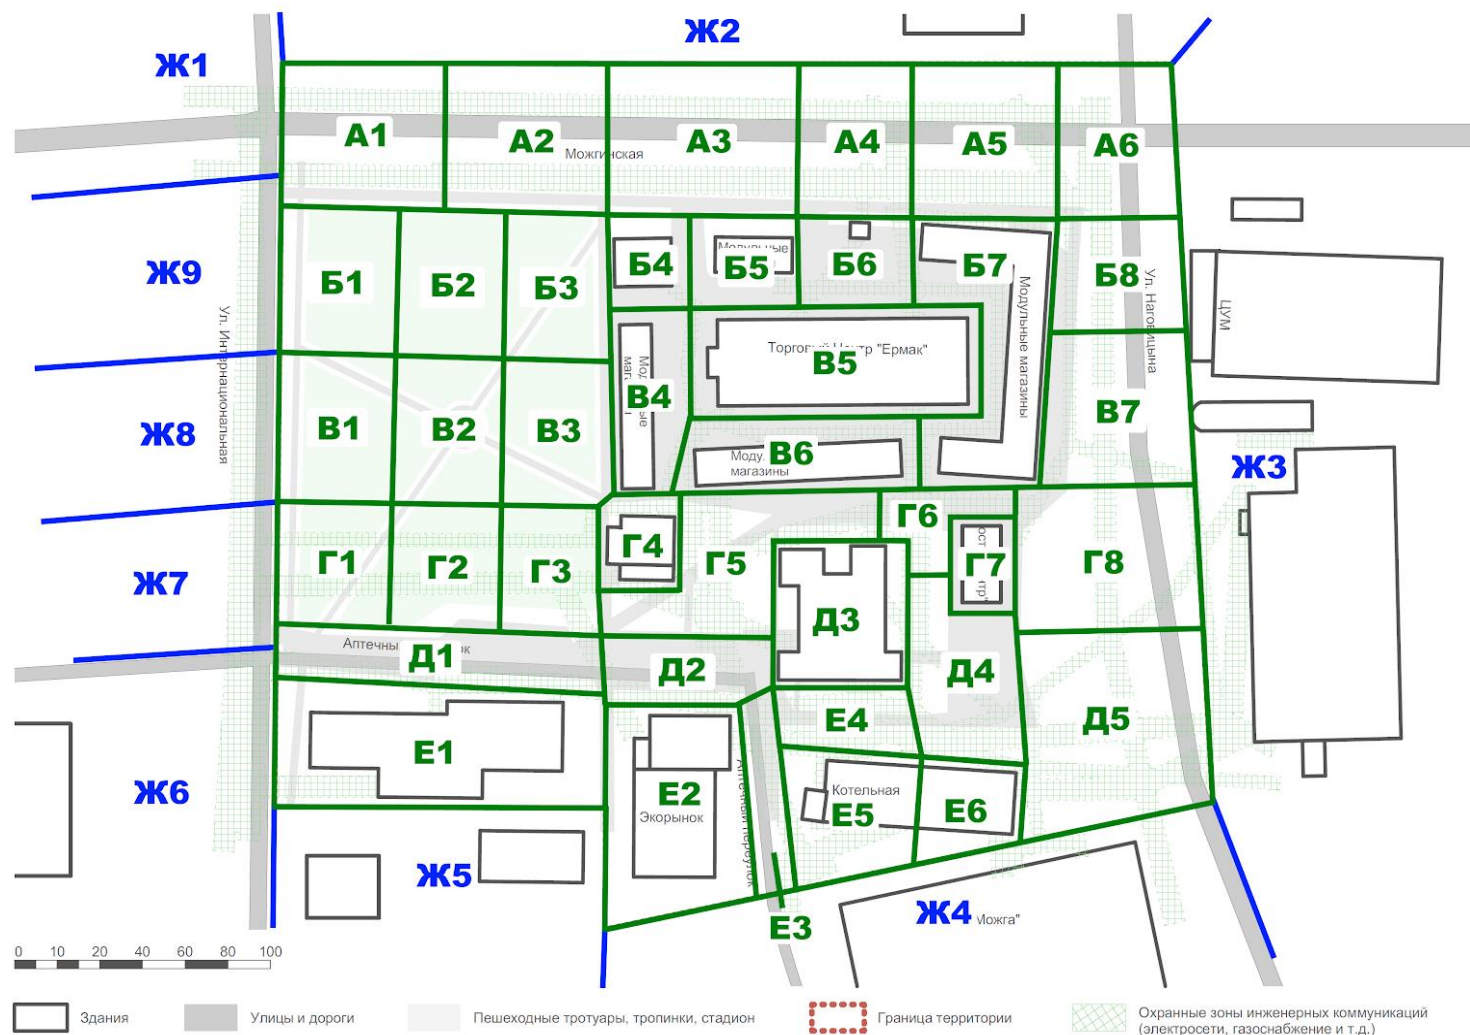 Ж2
Ж1
А1
А2
А3
А4
А5
А6
Можгинская
Ж9
Б1
Б2
Б3
Б4
Модульные
Б5
Б6
Б7
Б8
Ул. Интернациональная
Модульные магазины
Ул. Наговицына
ЦУМ
Торговый Центр "Ермак"
В5
Ж8
В1
В2
В3
В4
В6
магазины
В7
Ж3
Ж7
Г1
Г2
Г3
Г4
Г5
Г6
Г7
Г8
Д3
Д1
Д2
Д4
Д5
Е1
Е2
Экорынок
Аптечный переулок
Е4
Котельная
Е5
Е6
Ж6
Ж5
Е3
Ж4
Можга"
0 10 20 40 60 80 100
Здания
Улицы и дороги
Пешеходные тротуары, тропинки, стадион
Граница территории
Охранные зоны инженерных коммуникаций
(электросети, газоснабжение и т.д.)